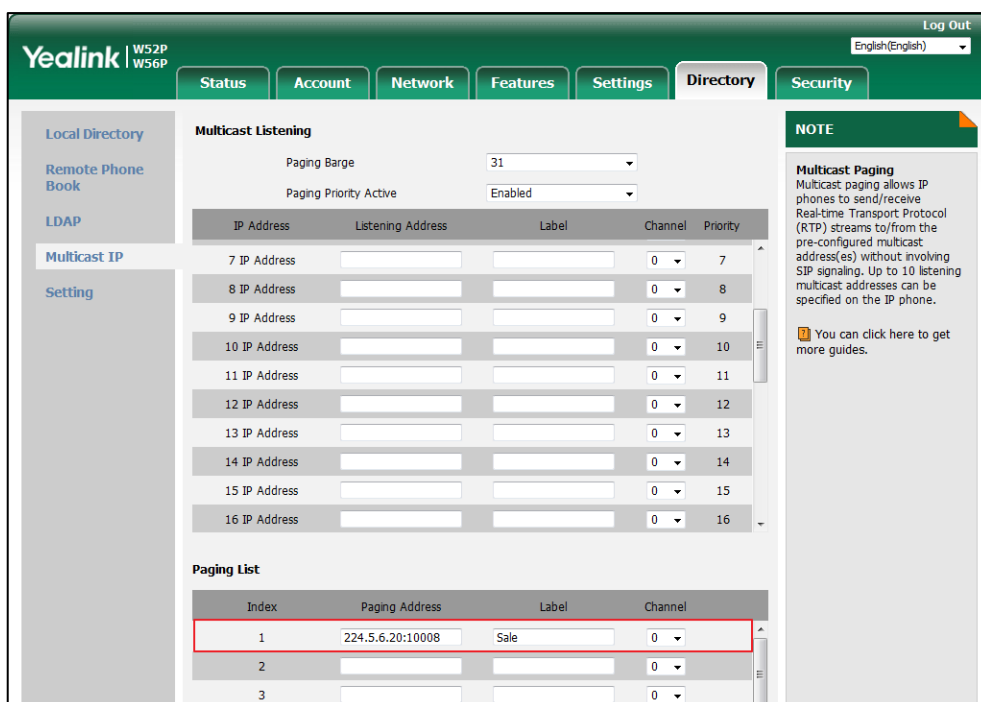 Log Out
Yealink | W52P W56P
English(English)
Status Account Network Features Settings Directory Security
Local Directory
Remote Phone Book
LDAP
Multicast IP
Setting
Multicast Listening
Paging Barge 31
Paging Priority Active Enabled
IP Address Listening Address Label Channel Priority
7 IP Address 0 7
8 IP Address 0 8
9 IP Address 0 9
10 IP Address 0 10
11 IP Address 0 11
12 IP Address 0 12
13 IP Address 0 13
14 IP Address 0 14
15 IP Address 0 15
16 IP Address 0 16
Paging List
Index Paging Address Label Channel
1 224.5.6.20:10008 Sale 0
2 0
3 0
NOTE
Multicast Paging
Multicast paging allows IP
phones to send/receive
Real-time Transport Protocol
(RTP) streams to/from the
pre-configured multicast
address(es) without involving
SIP signaling. Up to 10 listening
multicast addresses can be
specified on the IP phone.
You can click here to get
more guides.